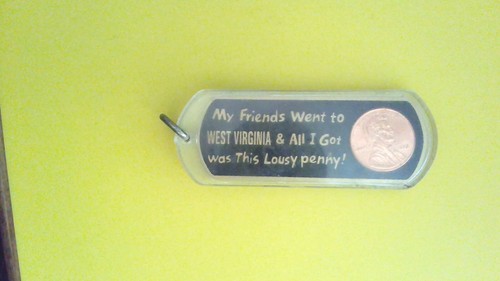 My Friends Went to
WEST VIRGINIA & All I Got
was This Lousy penny!